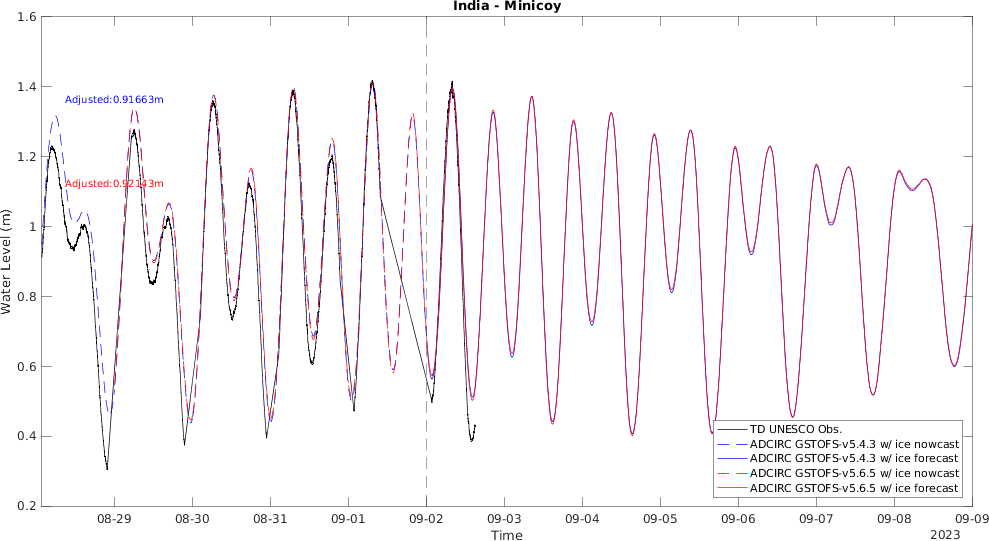 India - Minicoy
1.6
1.4
1.2
1
0.8
0.6
0.4
0.2
Water Level (m)
Adjusted:0.91663m
Adjusted:0.92143m
TD UNESCO Obs.
ADCIRC GSTOFS-v5.4.3 w/ ice nowcast
ADCIRC GSTOFS-v5.4.3 w/ ice forecast
ADCIRC GSTOFS-v5.6.5 w/ ice nowcast
ADCIRC GSTOFS-v5.6.5 w/ ice forecast
08-29 08-30 08-31 09-01 09-02 09-03 09-04 09-05 09-06 09-07 09-08 09-09
Time
2023